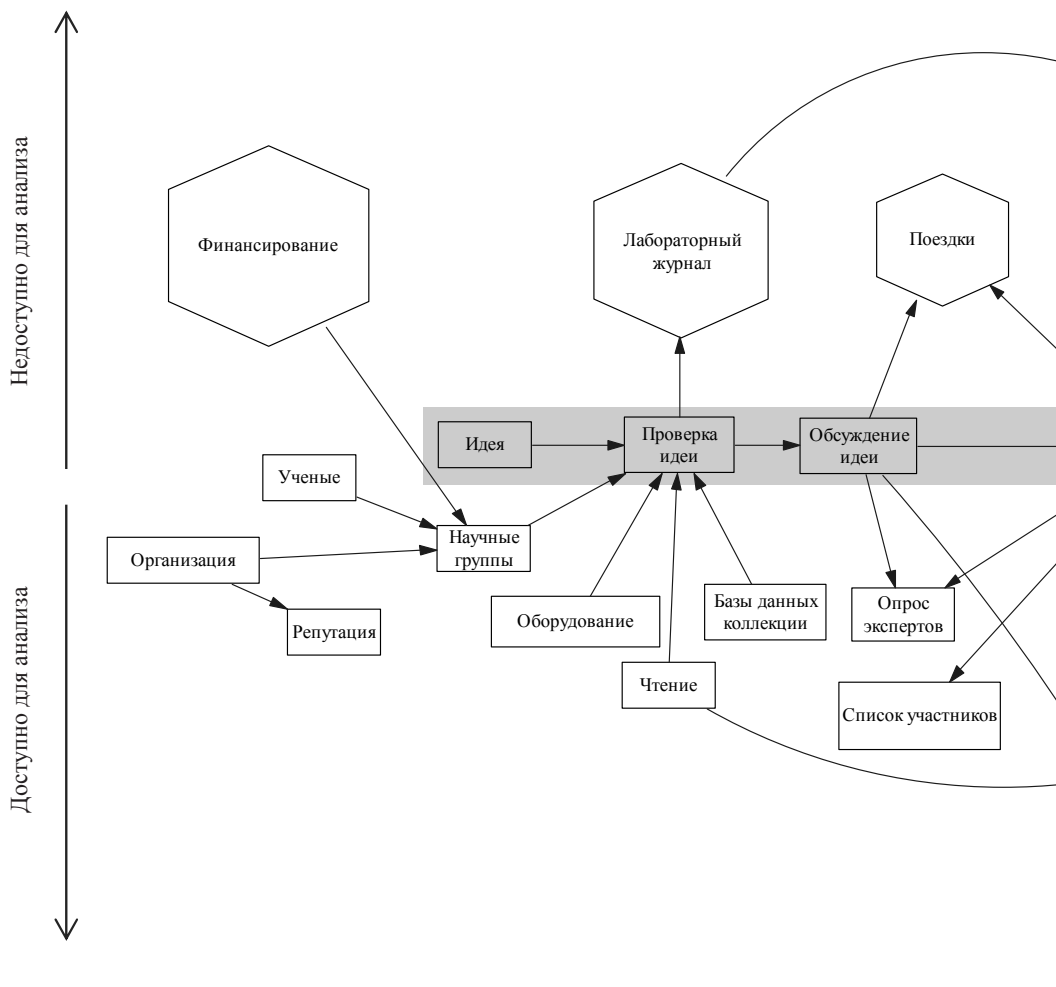 Недоступно для анализа
Доступно для анализа
Финансирование
Лабораторный
журнал
Поездки
Идея
Проверка
идеи
Обсуждение
идеи
Ученые
Организация
Научные
группы
Репутация
Оборудование
Базы данных
коллекции
Опрос
экспертов
Чтение
Список участников